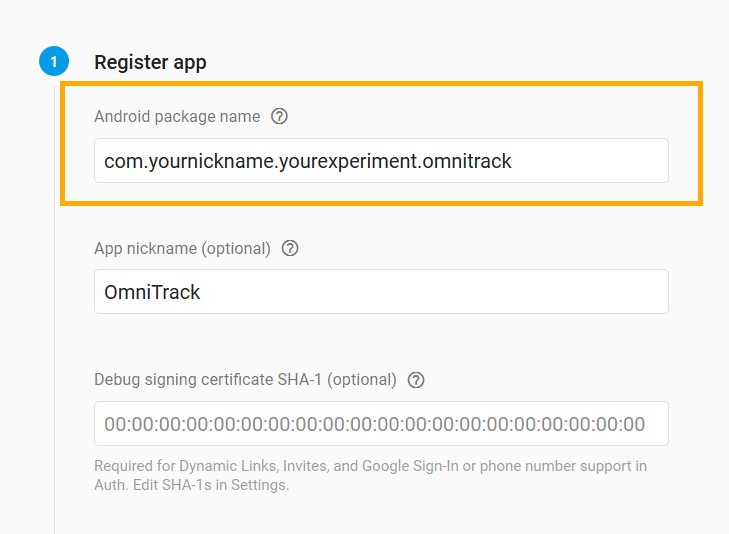 1 Register app
Android package name ?
com.yournickname.yourexperiment.omnitrack
App nickname (optional) ?
OmniTrack
Debug signing certificate SHA-1 (optional) ?
00:00:00:00:00:00:00:00:00:00:00:00:00:00:00:00:00:00:00:00
Required for Dynamic Links, Invites, and Google Sign-In or phone number support in
Auth. Edit SHA-1s in Settings.